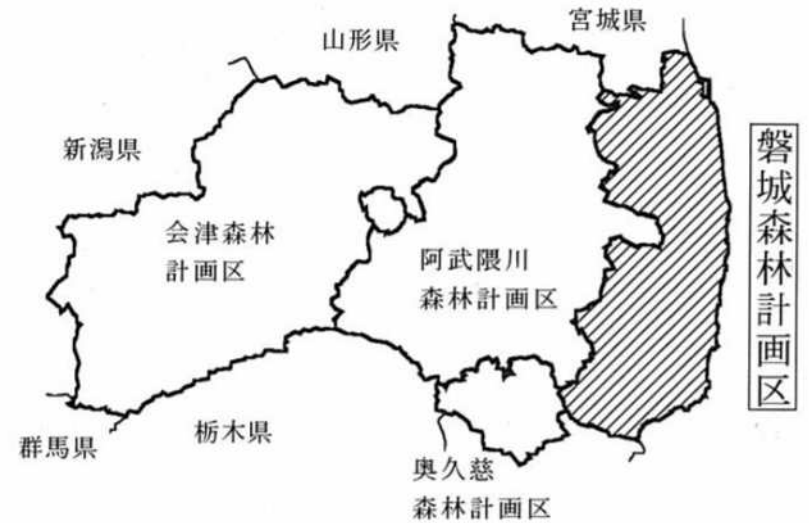 宮城県
山形県
新潟県
会津森林
計画区
阿武隈川
森林計画区
磐城森林計画区
栃木県
群馬県
奥久慈
森林計画区